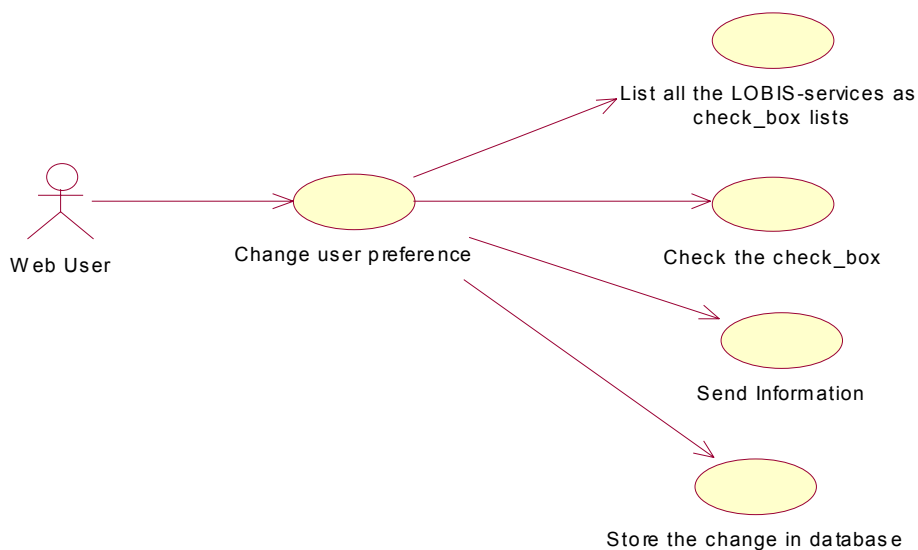 List all the LOBIS-services as
check_box lists
Web User
Change user preference
Check the check_box
Send Information
Store the change in database